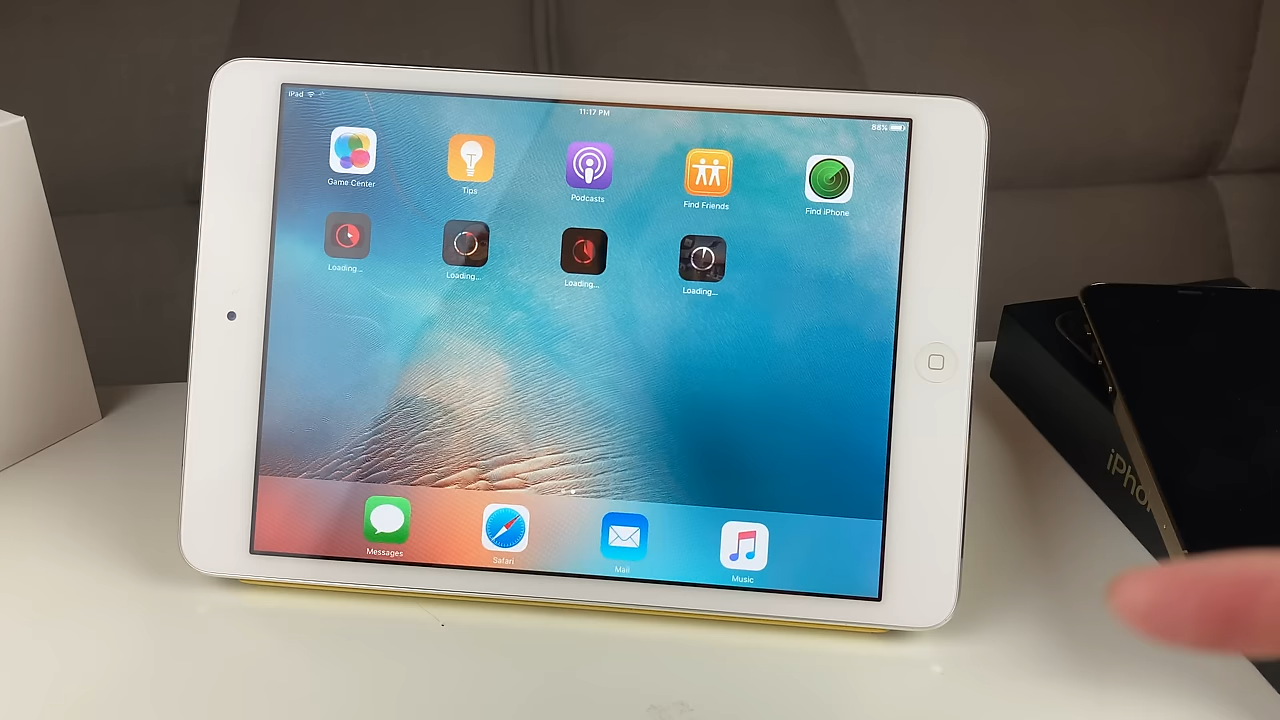 iPad
11:17 PM
88%
Game Center
Tips
Podcasts
Find Friends
Find iPhone
Loading...
Loading...
Loading...
Loading...
Messages
Safari
Mail
Music
iPho